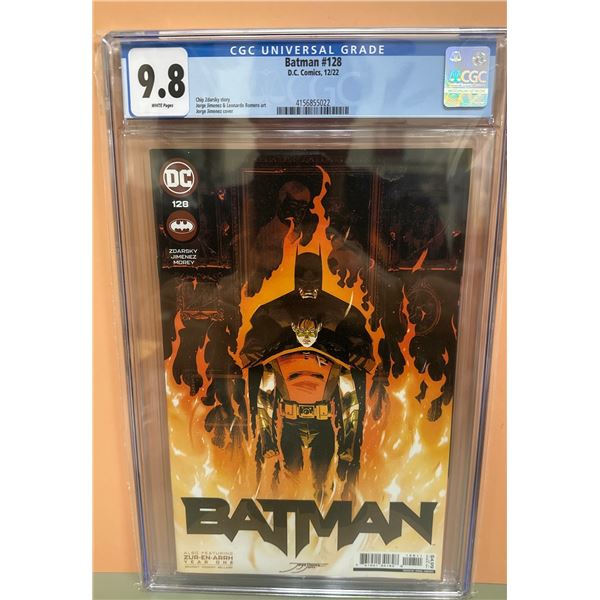 CGC UNIVERSAL GRADE
9.8
WHITE Pages
Batman #128
D.C. Comics, 12/22
Chip Zdarsky story
Jorge Jimenez & Leonardo Romero art
Jorge Jimenez cover
4156855022
CGC
DC
128
ZDARSKY
JIMENEZ
MOREY
R
BATMAN
ALSO FEATURING
ZUR-EN-ARRH
YEAR ONE